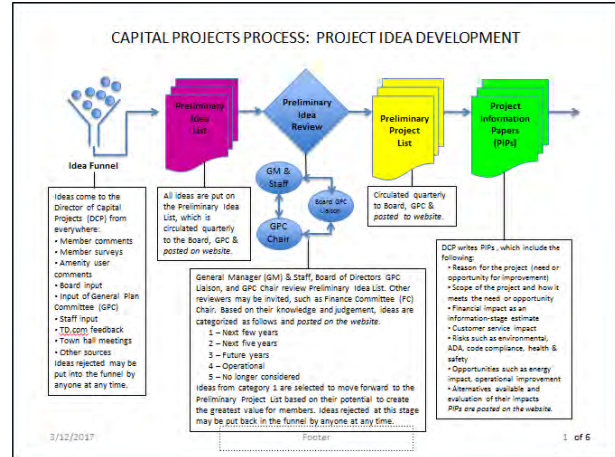 CAPITAL PROJECTS PROCESS: PROJECT IDEA DEVELOPMENT
Idea Funnel
Preliminary
Idea
List
Preliminary
Idea
Review
Preliminary
Project
List
Project
Information
Papers
(PIPs)
GM &
Staff
Board GPC
Liaison
GPC
Chair
Ideas come to the
Director of Capital
Projects (DCP) from
everywhere:
• Member comments
• Member surveys
• Amenity user
comments
• Board input
• Input of General Plan
Committee (GPC)
• Staff input
• TD.com feedback
• Town hall meetings
• Other sources
Ideas rejected may be
put into the funnel by
anyone at any time.
All ideas are put on
the Preliminary Idea
List, which is
circulated quarterly
to the Board, GPC &
posted on website.
General Manager (GM) & Staff, Board of Directors GPC
Liaison, and GPC Chair review Preliminary Idea List. Other
reviewers may be invited, such as Finance Committee (FC)
Chair. Based on their knowledge and judgement, ideas are
categorized as follows and posted on the website.
1 – Next few years
2 – Next five years
3 – Future years
4 – Operational
5 – No longer considered
Ideas from category 1 are selected to move forward to the
Preliminary Project List based on their potential to create
the greatest value for members. Ideas rejected at this stage
may be put back in the funnel by anyone at any time.
Circulated quarterly
to Board, GPC &
posted to website.
DCP writes PIPs , which include the
following:
• Reason for the project (need or
opportunity for improvement)
• Scope of the project and how it
meets the need or opportunity
• Financial impact as an
information-stage estimate
• Customer service impact
• Risks such as environmental,
ADA, code compliance, health &
safety
• Opportunities such as energy
impact, operational improvement
• Alternatives available and
evaluation of their impacts
PIPs are posted on the website.
3/12/2017
Footer
1 of 6